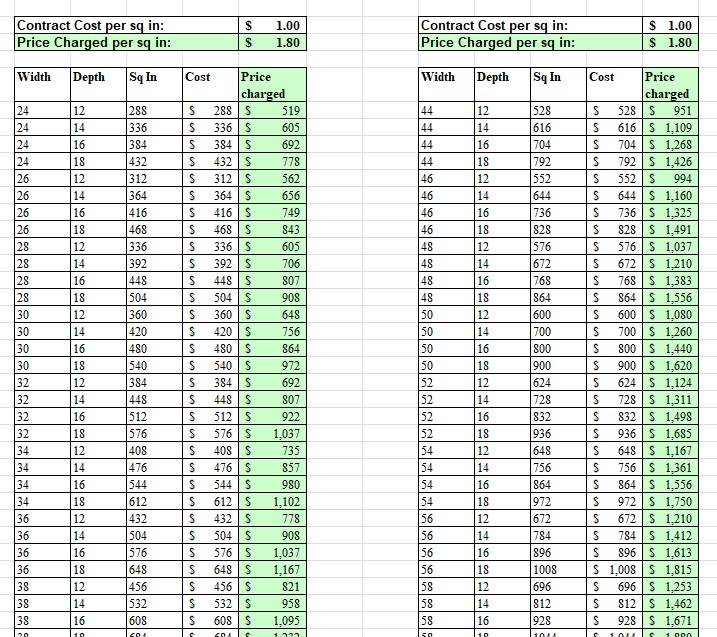 Contract Cost per sq in: $ 1.00 Contract Cost per sq in: $ 1.00
Price Charged per sq in: $ 1.80 Price Charged per sq in: $ 1.80
Width Depth Sq In Cost Price Width Depth Sq In Cost Price
charged charged
24 12 288 $ 288 $ 519 44 12 528 $ 528 $ 951
24 14 336 $ 336 $ 605 44 14 616 $ 616 $ 1,109
24 16 384 $ 384 $ 692 44 16 704 $ 704 $ 1,268
24 18 432 $ 432 $ 778 44 18 792 $ 792 $ 1,426
26 12 312 $ 312 $ 562 46 12 552 $ 552 $ 994
26 14 364 $ 364 $ 656 46 14 644 $ 644 $ 1,160
26 16 416 $ 416 $ 749 46 16 736 $ 736 $ 1,325
26 18 468 $ 468 $ 843 46 18 828 $ 828 $ 1,491
28 12 336 $ 336 $ 605 48 12 576 $ 576 $ 1,037
28 14 392 $ 392 $ 706 48 14 672 $ 672 $ 1,210
28 16 448 $ 448 $ 807 48 16 768 $ 768 $ 1,383
28 18 504 $ 504 $ 908 48 18 864 $ 864 $ 1,556
30 12 360 $ 360 $ 648 50 12 600 $ 600 $ 1,080
30 14 420 $ 420 $ 756 50 14 700 $ 700 $ 1,260
30 16 480 $ 480 $ 864 50 16 800 $ 800 $ 1,440
30 18 540 $ 540 $ 972 50 18 900 $ 900 $ 1,620
32 12 384 $ 384 $ 692 52 12 624 $ 624 $ 1,124
32 14 448 $ 448 $ 807 52 14 728 $ 728 $ 1,311
32 16 512 $ 512 $ 922 52 16 832 $ 832 $ 1,498
32 18 576 $ 576 $ 1,037 52 18 936 $ 936 $ 1,685
34 12 408 $ 408 $ 735 54 12 648 $ 648 $ 1,167
34 14 476 $ 476 $ 857 54 14 756 $ 756 $ 1,361
34 16 544 $ 544 $ 980 54 16 864 $ 864 $ 1,556
34 18 612 $ 612 $ 1,102 54 18 972 $ 972 $ 1,750
36 12 432 $ 432 $ 778 56 12 672 $ 672 $ 1,210
36 14 504 $ 504 $ 908 56 14 784 $ 784 $ 1,412
36 16 576 $ 576 $ 1,037 56 16 896 $ 896 $ 1,613
36 18 648 $ 648 $ 1,167 56 18 1008 $ 1,008 $ 1,815
38 12 456 $ 456 $ 821 58 12 696 $ 696 $ 1,253
38 14 532 $ 532 $ 958 58 14 812 $ 812 $ 1,462
38 16 608 $ 608 $ 1,095 58 16 928 $ 928 $ 1,671